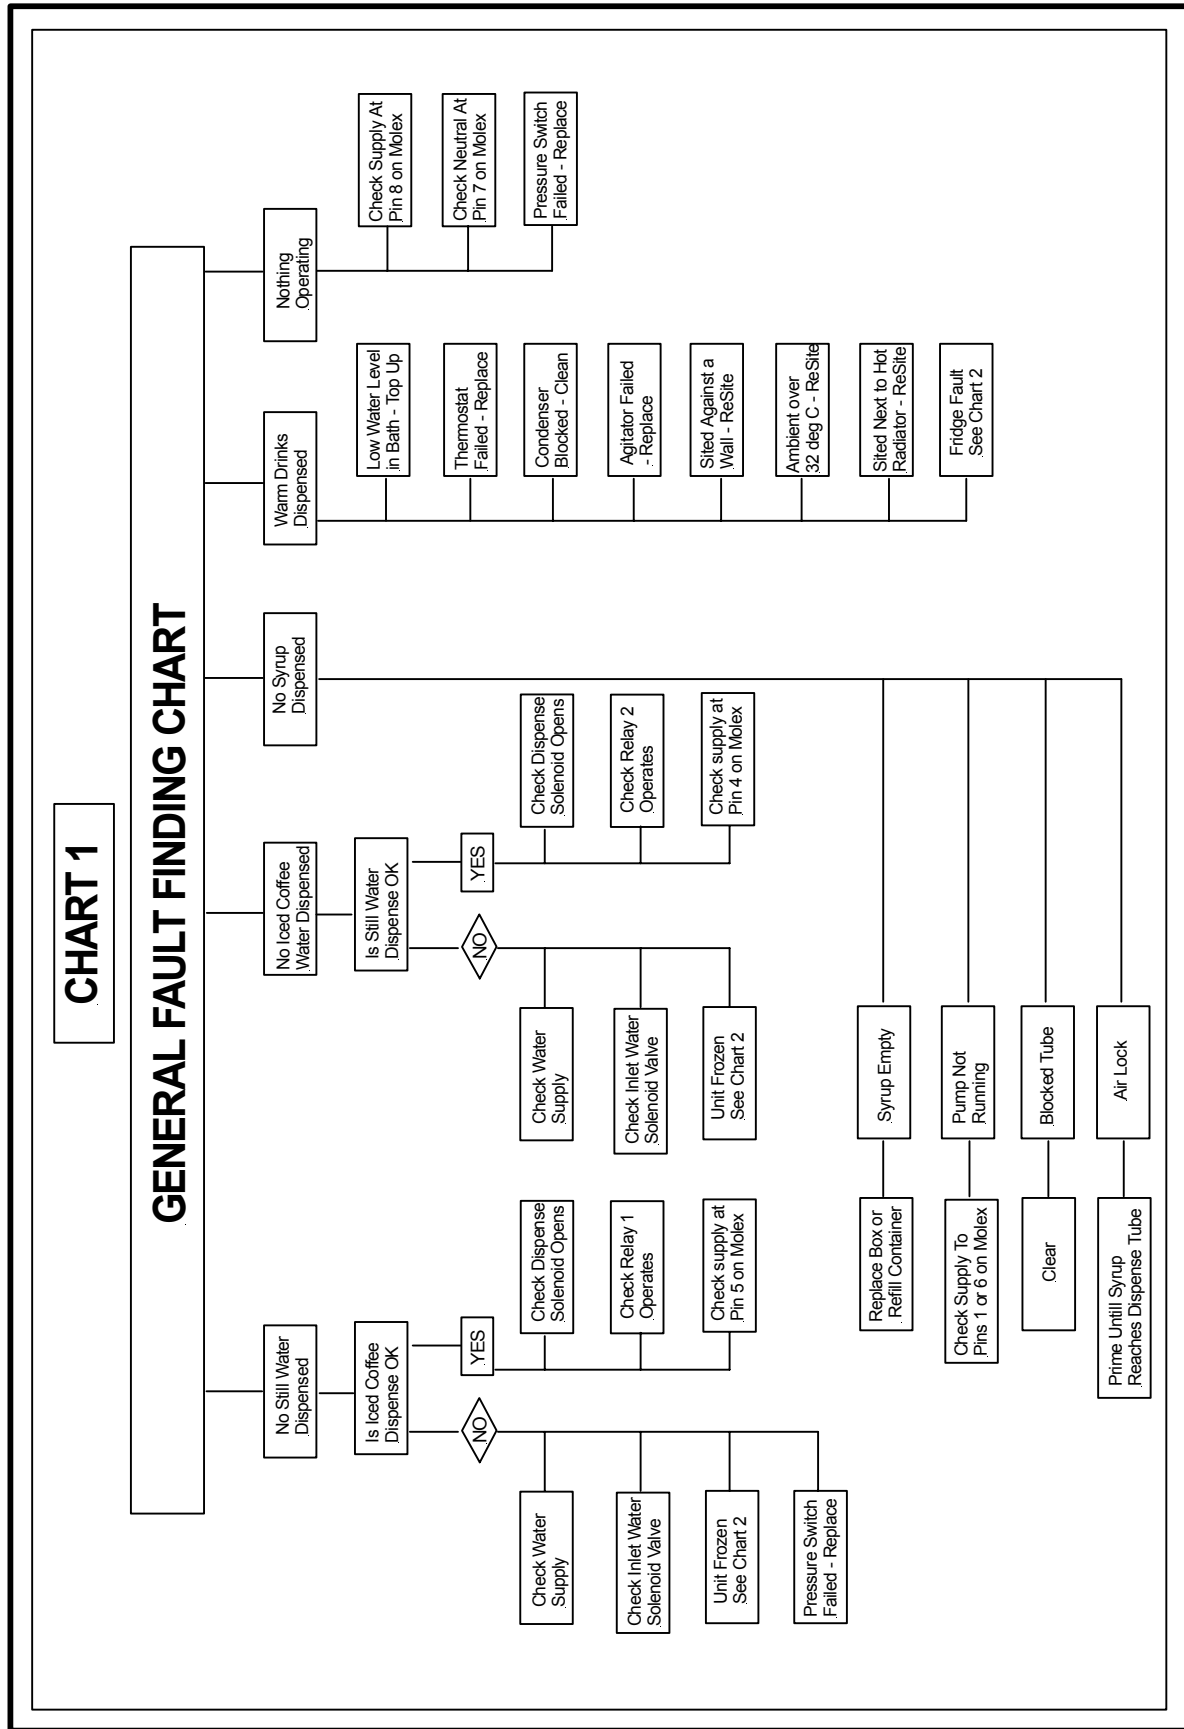 CHART 1
GENERAL FAULT FINDING CHART
No Still Water
Dispensed
Is Iced Coffee
Dispense OK
NO
Check Water
Supply
Check Inlet Water
Solenoid Valve
Unit Frozen
See Chart 2
Pressure Switch
Failed - Replace
YES
Check Dispense
Solenoid Opens
Check Relay 1
Operates
Check supply at
Pin 5 on Molex
No Iced Coffee
Water Dispensed
Is Still Water
Dispense OK
NO
Check Water
Supply
Check Inlet Water
Solenoid Valve
Unit Frozen
See Chart 2
YES
Check Dispense
Solenoid Opens
Check Relay 2
Operates
Check supply at
Pin 4 on Molex
No Syrup
Dispensed
Syrup Empty
Replace Box or
Refill Container
Pump Not
Running
Check Supply To
Pins 1 or 6 on Molex
Blocked Tube
Clear
Air Lock
Prime Untill Syrup
Reaches Dispense Tube
Warm Drinks
Dispensed
Low Water Level
in Bath - Top Up
Thermostat
Failed - Replace
Condenser
Blocked - Clean
Agitator Failed
- Replace
Sited Against a
Wall - ReSite
Ambient over
32 deg C - ReSite
Sited Next to Hot
Radiator - ReSite
Fridge Fault
See Chart 2
Nothing
Operating
Check Supply At
Pin 8 on Molex
Check Neutral At
Pin 7 on Molex
Pressure Switch
Failed - Replace